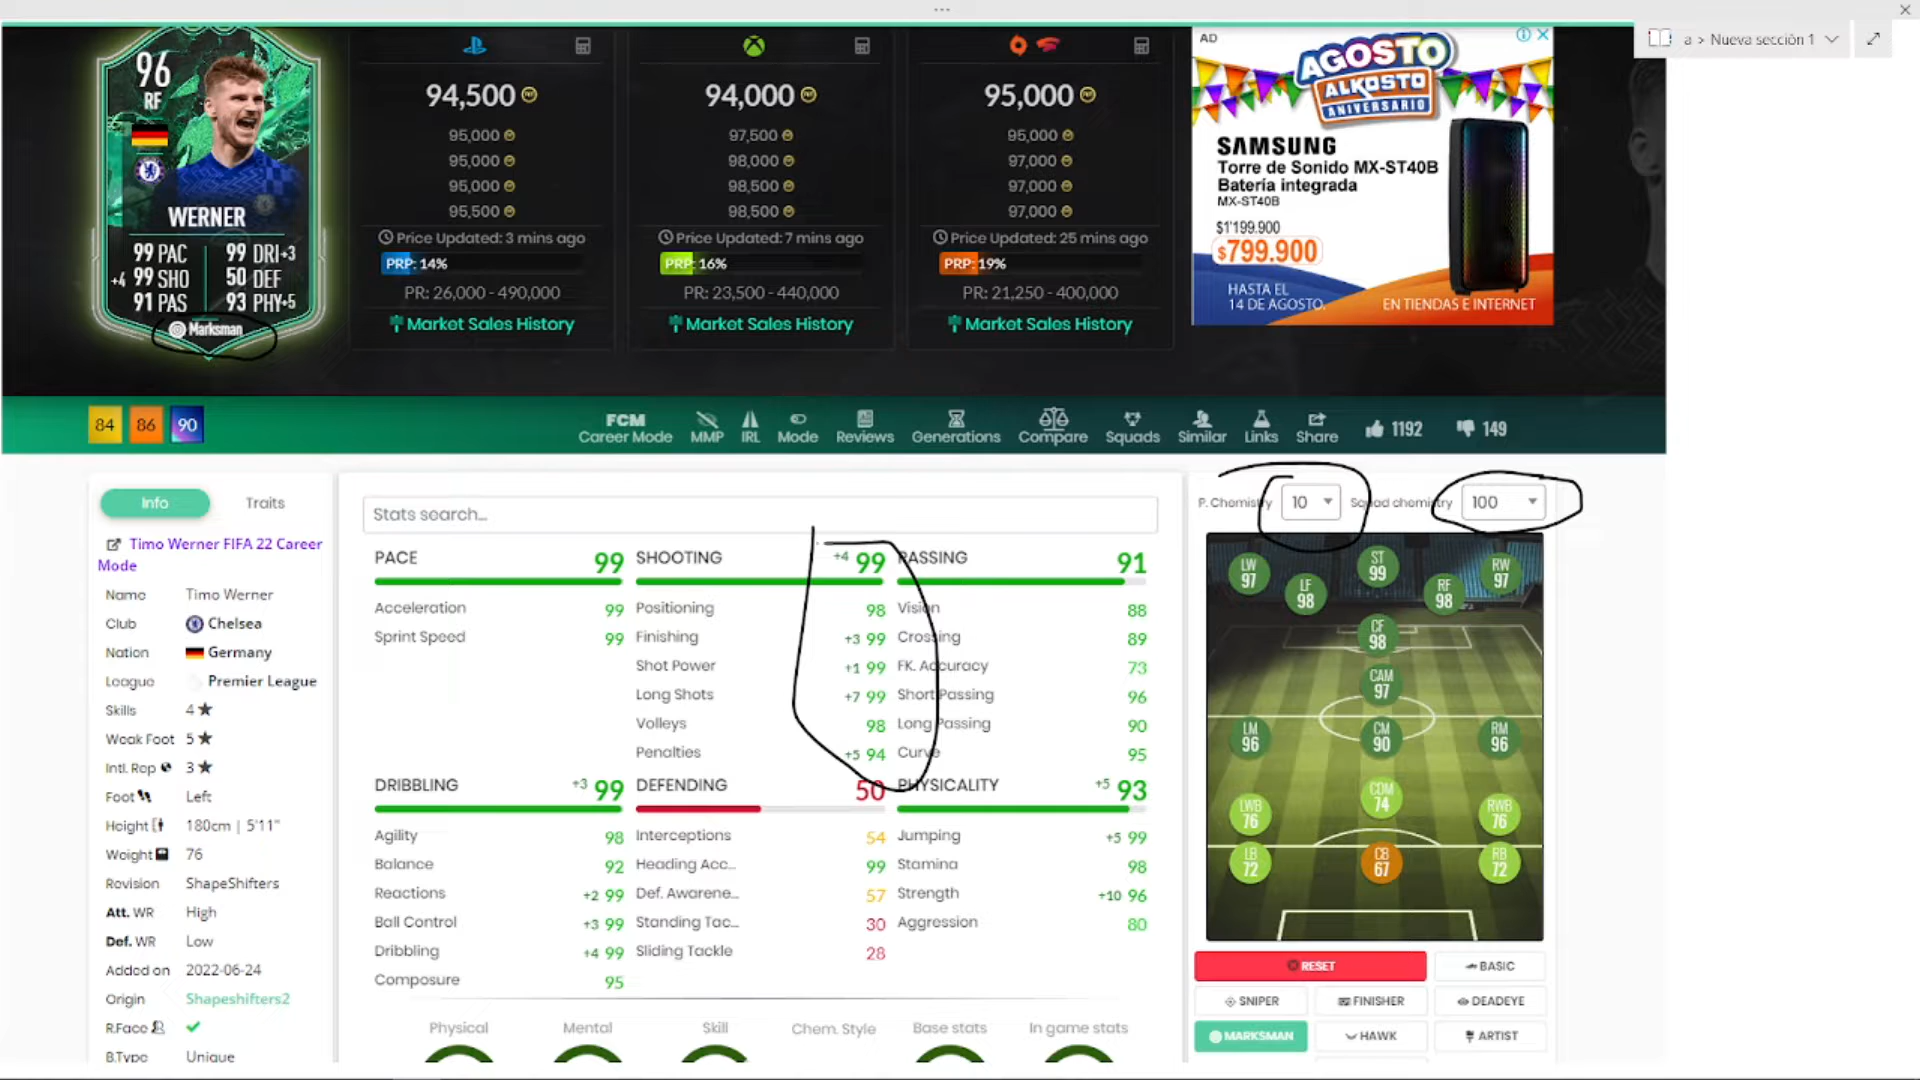 a > Nueva sección 1
96
RF
WERNER
99 PAC 99 DRI +3
+4 99 SHO 50 DEF
91 PAS 93 PHY +5
Marksman
94,500
95,000
95,000
95,000
95,500
Price Updated: 3 mins ago
PRP: 14%
PR: 26,000 - 490,000
Market Sales History
94,000
97,500
98,000
98,500
98,500
Price Updated: 7 mins ago
PRP: 16%
PR: 23,500 - 440,000
Market Sales History
95,000
95,000
97,000
97,000
97,000
Price Updated: 25 mins ago
PRP: 19%
PR: 21,250 - 400,000
Market Sales History
AD
AGOSTO
ALKOSTO
ANIVERSARIO
SAMSUNG
Torre de Sonido MX-ST40B
Batería integrada
MX-ST40B
$1'199.900
$799.900
HASTA EL
14 DE AGOSTO.
EN TIENDAS E INTERNET
84 86 90
FCM
Career Mode MMP IRL Mode Reviews Generations Compare Squads Similar Links Share 1192 149
Info Traits
Timo Werner FIFA 22 Career
Mode
Name Timo Werner
Club Chelsea
Nation Germany
League Premier League
Skills 4
Weak Foot 5
Intl. Rep 3
Foot Left
Height 180cm | 5'11"
Weight 76
Revision ShapeShifters
Att. WR High
Def. WR Low
Added on 2022-06-24
Origin Shapeshifters2
R.Face
B.Type Unique
Stats search...
PACE 99
Acceleration 99
Sprint Speed 99
SHOOTING +4 99
Positioning 98
Finishing +3 99
Shot Power +1 99
Long Shots +7 99
Volleys 98
Penalties +5 94
PASSING 91
Vision 88
Crossing 89
FK. Accuracy 73
Short Passing 96
Long Passing 90
Curve 95
DRIBBLING +3 99
Agility 98
Balance 92
Reactions +2 99
Ball Control +3 99
Dribbling +4 99
Composure 95
DEFENDING 50
Interceptions 54
Heading Acc... 99
Def. Awarene... 57
Standing Tac... 30
Sliding Tackle 28
PHYSICALITY +5 93
Jumping +5 99
Stamina 98
Strength +10 96
Aggression 80
Physical Mental Skill Chem. Style Base stats In game stats
P. Chemistry 10 Squad chemistry 100
LW 97
ST 99
RW 97
LF 98
RF 98
CF 98
CAM 97
LM 96
CM 90
RM 96
CDM 74
LWB 76
RWB 76
LB 72
CB 67
RB 72
RESET BASIC
SNIPER FINISHER DEADEYE
MARKSMAN HAWK ARTIST